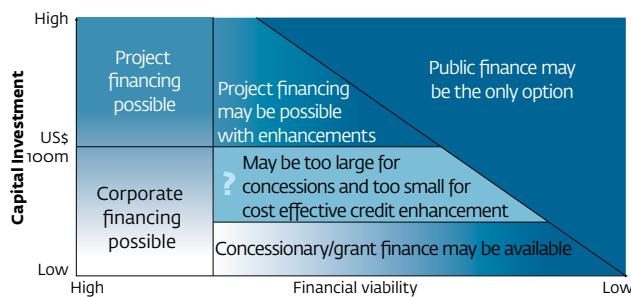 High
Project
financing
possible
Project financing
may be possible
with enhancements
Public finance may
be the only option
Capital Investment
US$
100m
?
May be too large for
concessions and too small for
cost effective credit enhancement
Corporate
financing
possible
Concessionary/grant finance may be available
Low
High
Financial viability
Low